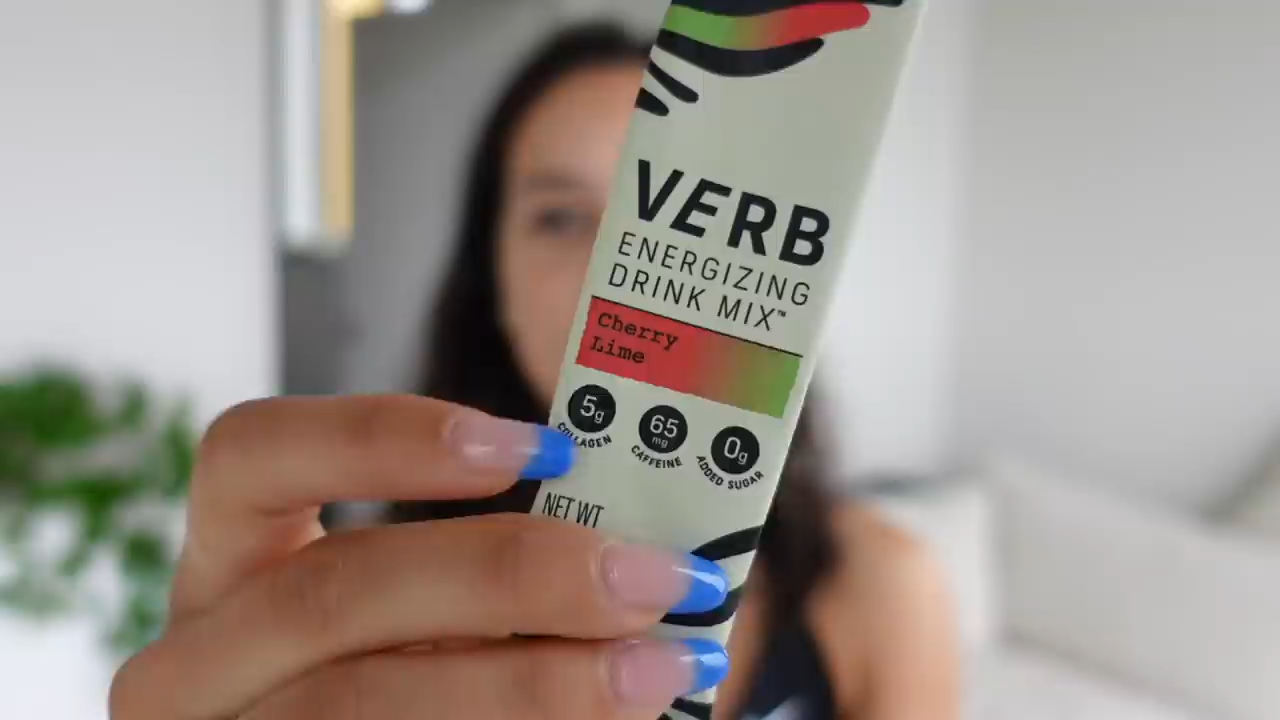 VERB
ENERGIZING
DRINK MIX™
Cherry
Lime
5g
COLLAGEN
65
mg
CAFFEINE
0g
ADDED SUGAR
NET WT